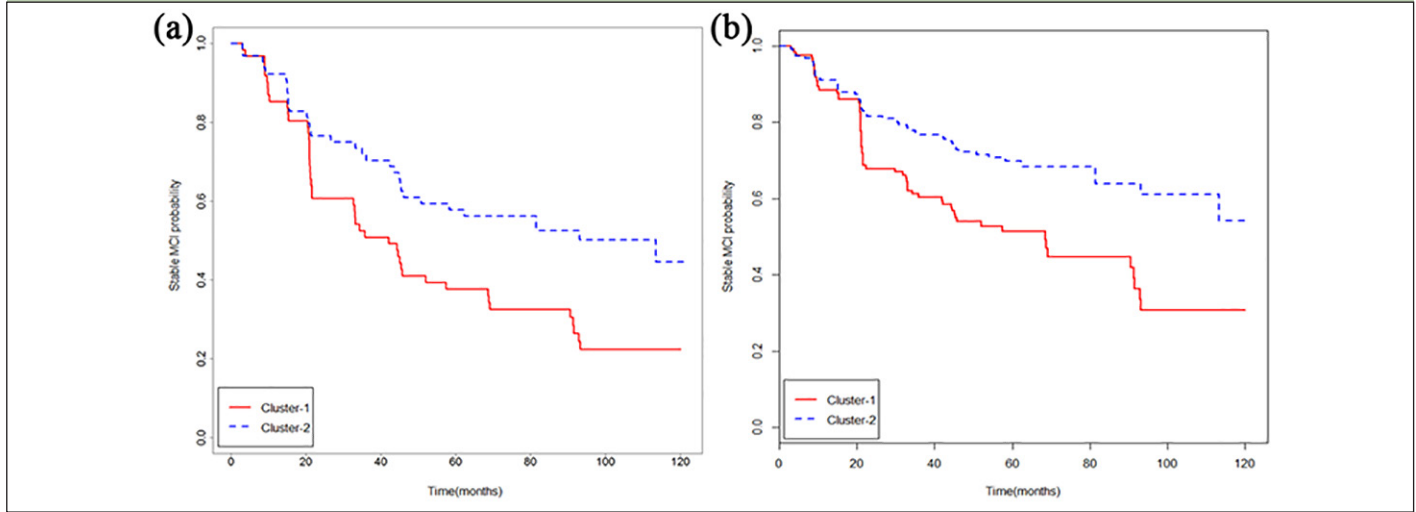 (a)
Stable MCI probability
1.0
0.8
0.6
0.4
0.2
0.0
Cluster-1
Cluster-2
0 20 40 60 80 100 120
Time(months)
(b)
Stable MCI probability
1.0
0.8
0.6
0.4
0.2
0.0
Cluster-1
Cluster-2
0 20 40 60 80 100 120
Time(months)